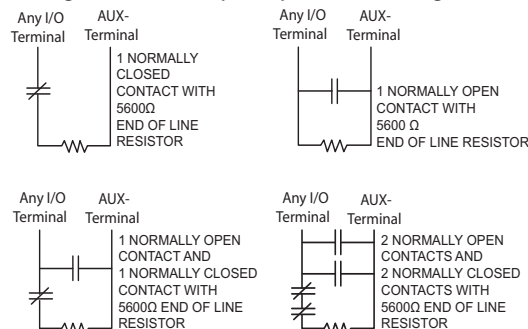 Any I/O
Terminal
AUX-
Terminal
1 NORMALLY
CLOSED
CONTACT WITH
5600Ω
END OF LINE
RESISTOR
Any I/O
Terminal
AUX-
Terminal
1 NORMALLY OPEN
CONTACT WITH
5600 Ω
END OF LINE RESISTOR
Any I/O
Terminal
AUX-
Terminal
1 NORMALLY OPEN
CONTACT AND
1 NORMALLY CLOSED
CONTACT WITH
5600Ω END OF LINE
RESISTOR
Any I/O
Terminal
AUX-
Terminal
2 NORMALLY OPEN
CONTACTS AND
2 NORMALLY CLOSED
CONTACTS WITH
5600Ω END OF LINE
RESISTOR